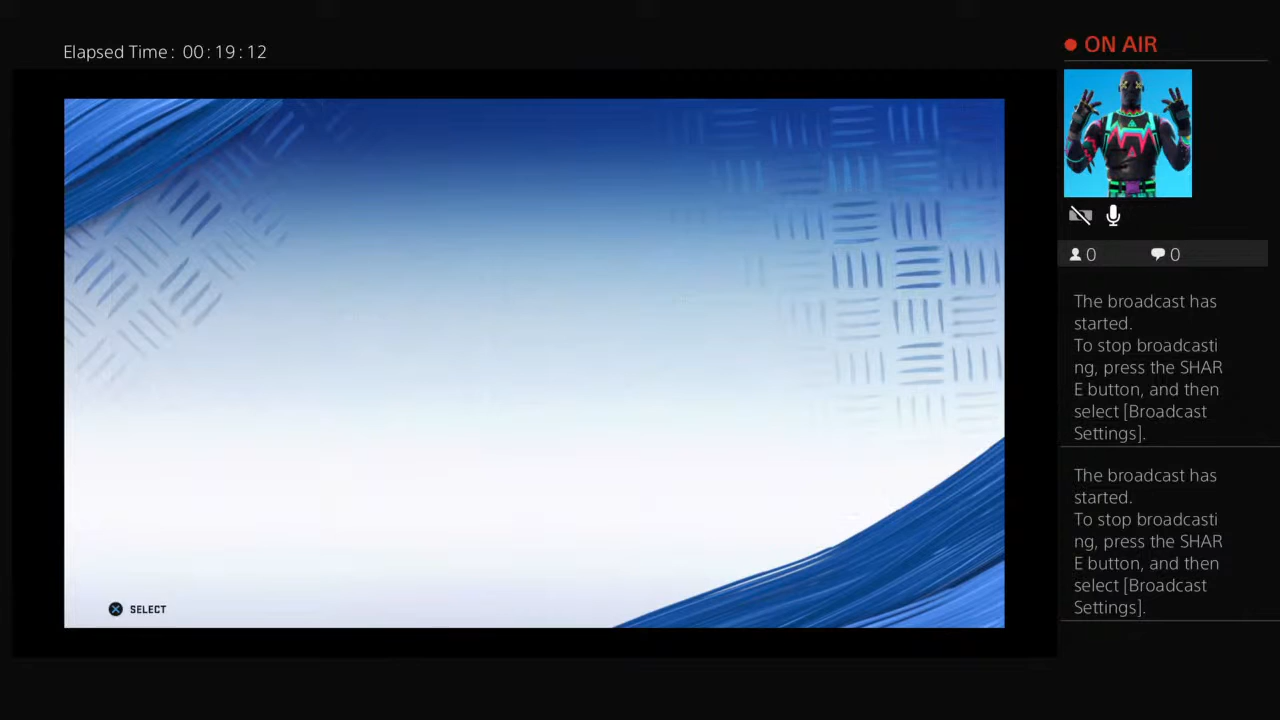 Elapsed Time: 00:19:12
ON AIR
0
0
The broadcast has
started.
To stop broadcasti
ng, press the SHAR
E button, and then
select [Broadcast
Settings].
The broadcast has
started.
To stop broadcasti
ng, press the SHAR
E button, and then
select [Broadcast
Settings].
SELECT